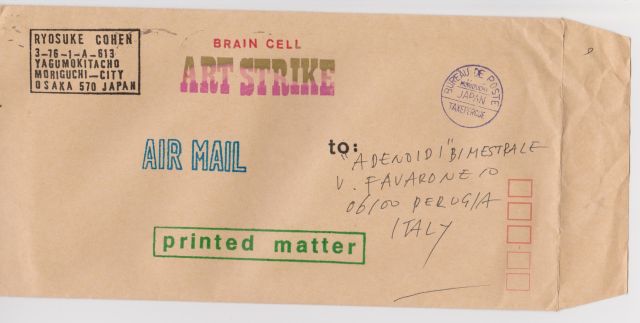 RYOSUKE COHEN
3-76-1-A-613
YAGUMOKITACHO
MORIGUCHI-CITY
OSAKA 570 JAPAN
BRAIN CELL
ART STRIKE
BUREAU DE POSTE
MORIGUCHI
JAPAN
TAXE PERÇUE
AIR MAIL
to:
"ADENOIDI" BIMESTRALE
V. FAVARONE 10
06100 PERUGIA
ITALY
printed matter